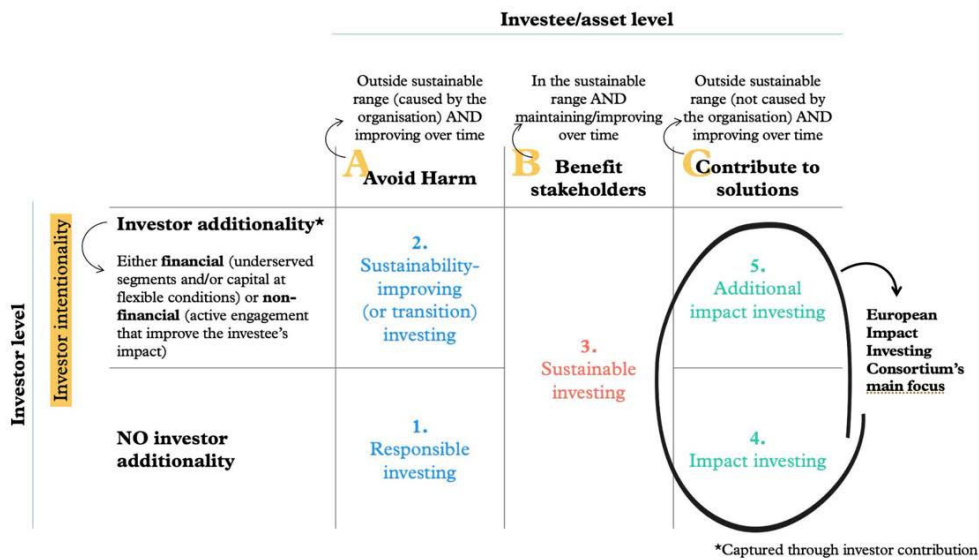 Investee/asset level
Outside sustainable
range (caused by the
organisation) AND
improving over time
In the sustainable
range AND
maintaining/improving
over time
Outside sustainable
range (not caused by
the organisation) AND
improving over time
A
Avoid Harm
B
Benefit
stakeholders
C
Contribute to
solutions
Investor level
Investor intentionality
Investor additionality*
Either financial (underserved
segments and/or capital at
flexible conditions) or non-
financial (active engagement
that improve the investee's
impact)
2.
Sustainability-
improving
(or transition)
investing
3.
Sustainable
investing
5.
Additional
impact investing
European
Impact
Investing
Consortium's
main focus
NO investor
additionality
1.
Responsible
investing
4.
Impact investing
*Captured through investor contribution